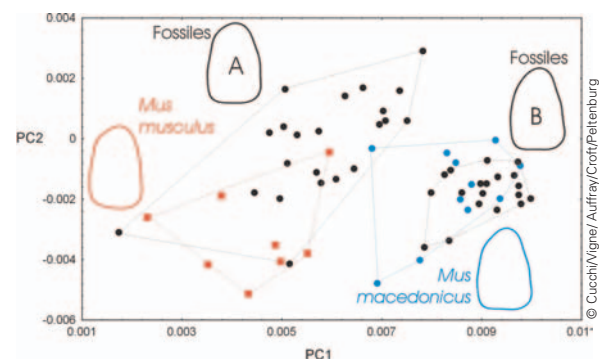 0.004
0.002
0
-0.002
-0.004
-0.006
PC2
0.001
0.003
0.005
0.007
0.009
0.01
PC1
Fossiles
A
Mus
musculus
Fossiles
B
Mus
macedonicus
© Cucchi/Vigne/ Auffray/Croft/Peltenburg